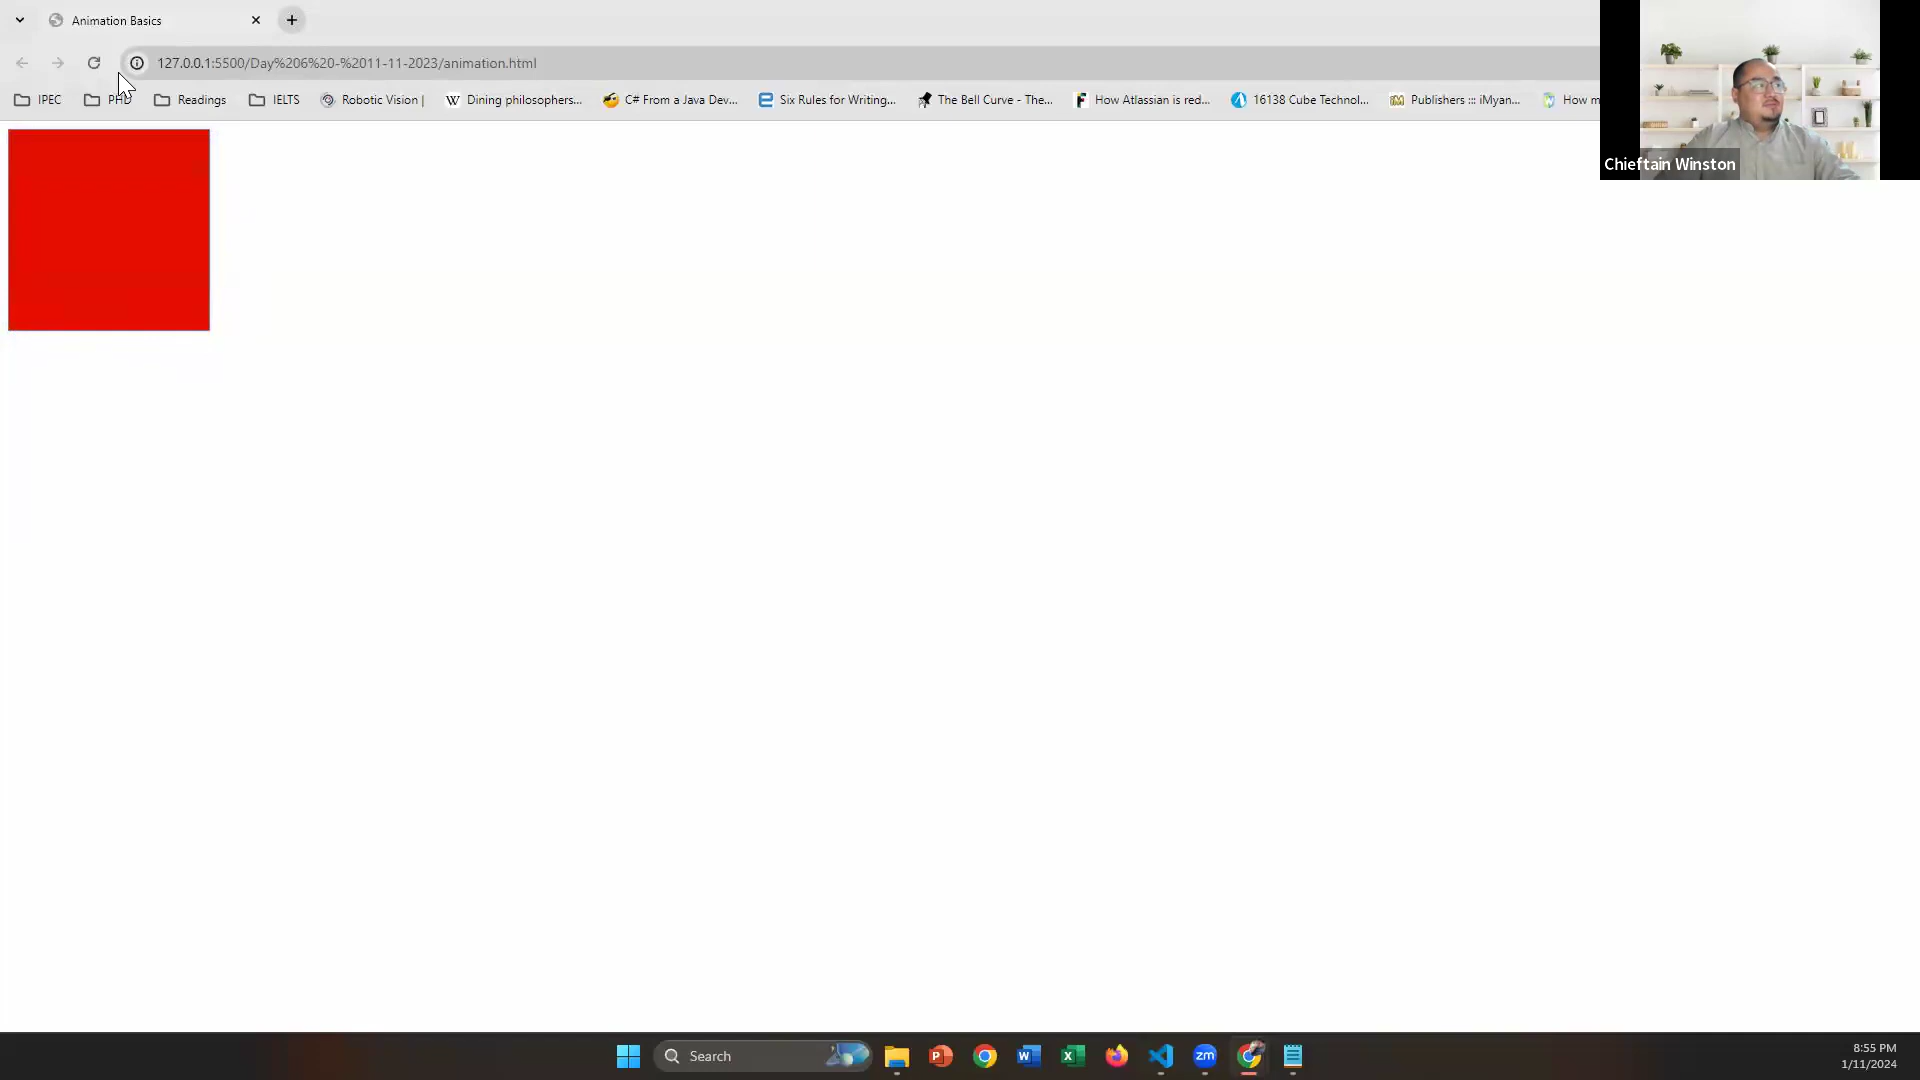 Animation Basics
127.0.0.1:5500/Day%206%20-%2011-11-2023/animation.html
IPEC PHD Readings IELTS Robotic Vision | Dining philosophers... C# From a Java Dev... Six Rules for Writing... The Bell Curve - The... How Atlassian is red... 16138 Cube Technol... Publishers ::: iMyan... How m
Chieftain Winston
Search
zm
8:55 PM
1/11/2024